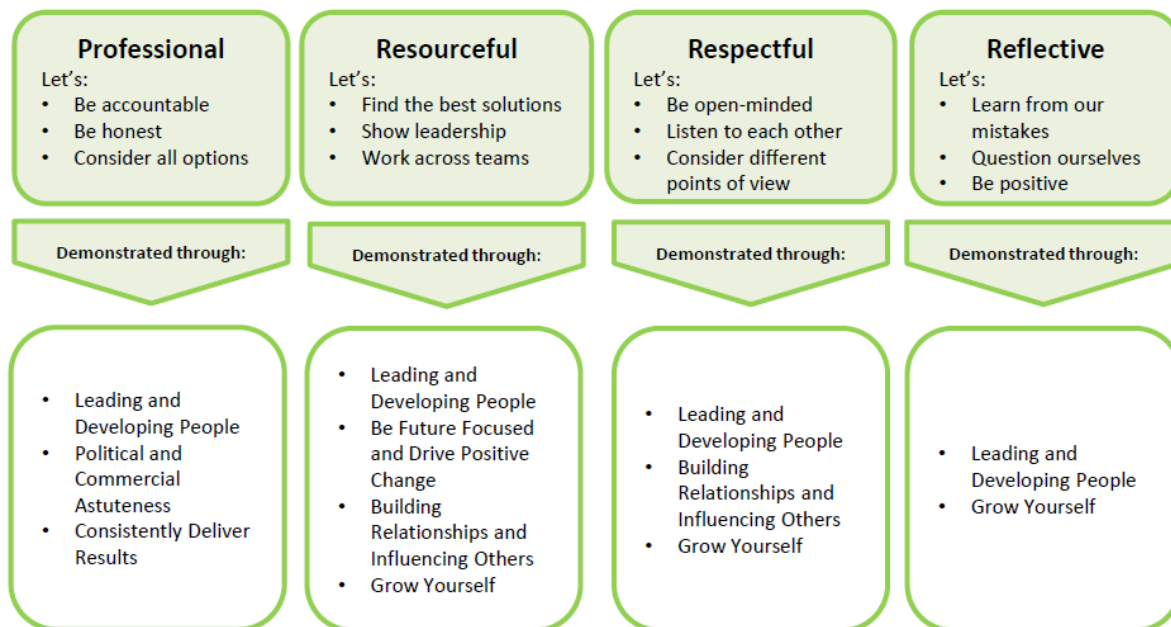 Professional
Let's:
• Be accountable
• Be honest
• Consider all options
Resourceful
Let's:
• Find the best solutions
• Show leadership
• Work across teams
Respectful
Let's:
• Be open-minded
• Listen to each other
• Consider different
points of view
Reflective
Let's:
• Learn from our
mistakes
• Question ourselves
• Be positive
Demonstrated through:
Demonstrated through:
Demonstrated through:
Demonstrated through:
• Leading and
Developing People
• Political and
Commercial
Astuteness
• Consistently Deliver
Results
• Leading and
Developing People
• Be Future Focused
and Drive Positive
Change
• Building
Relationships and
Influencing Others
• Grow Yourself
• Leading and
Developing People
• Building
Relationships and
Influencing Others
• Grow Yourself
• Leading and
Developing People
• Grow Yourself